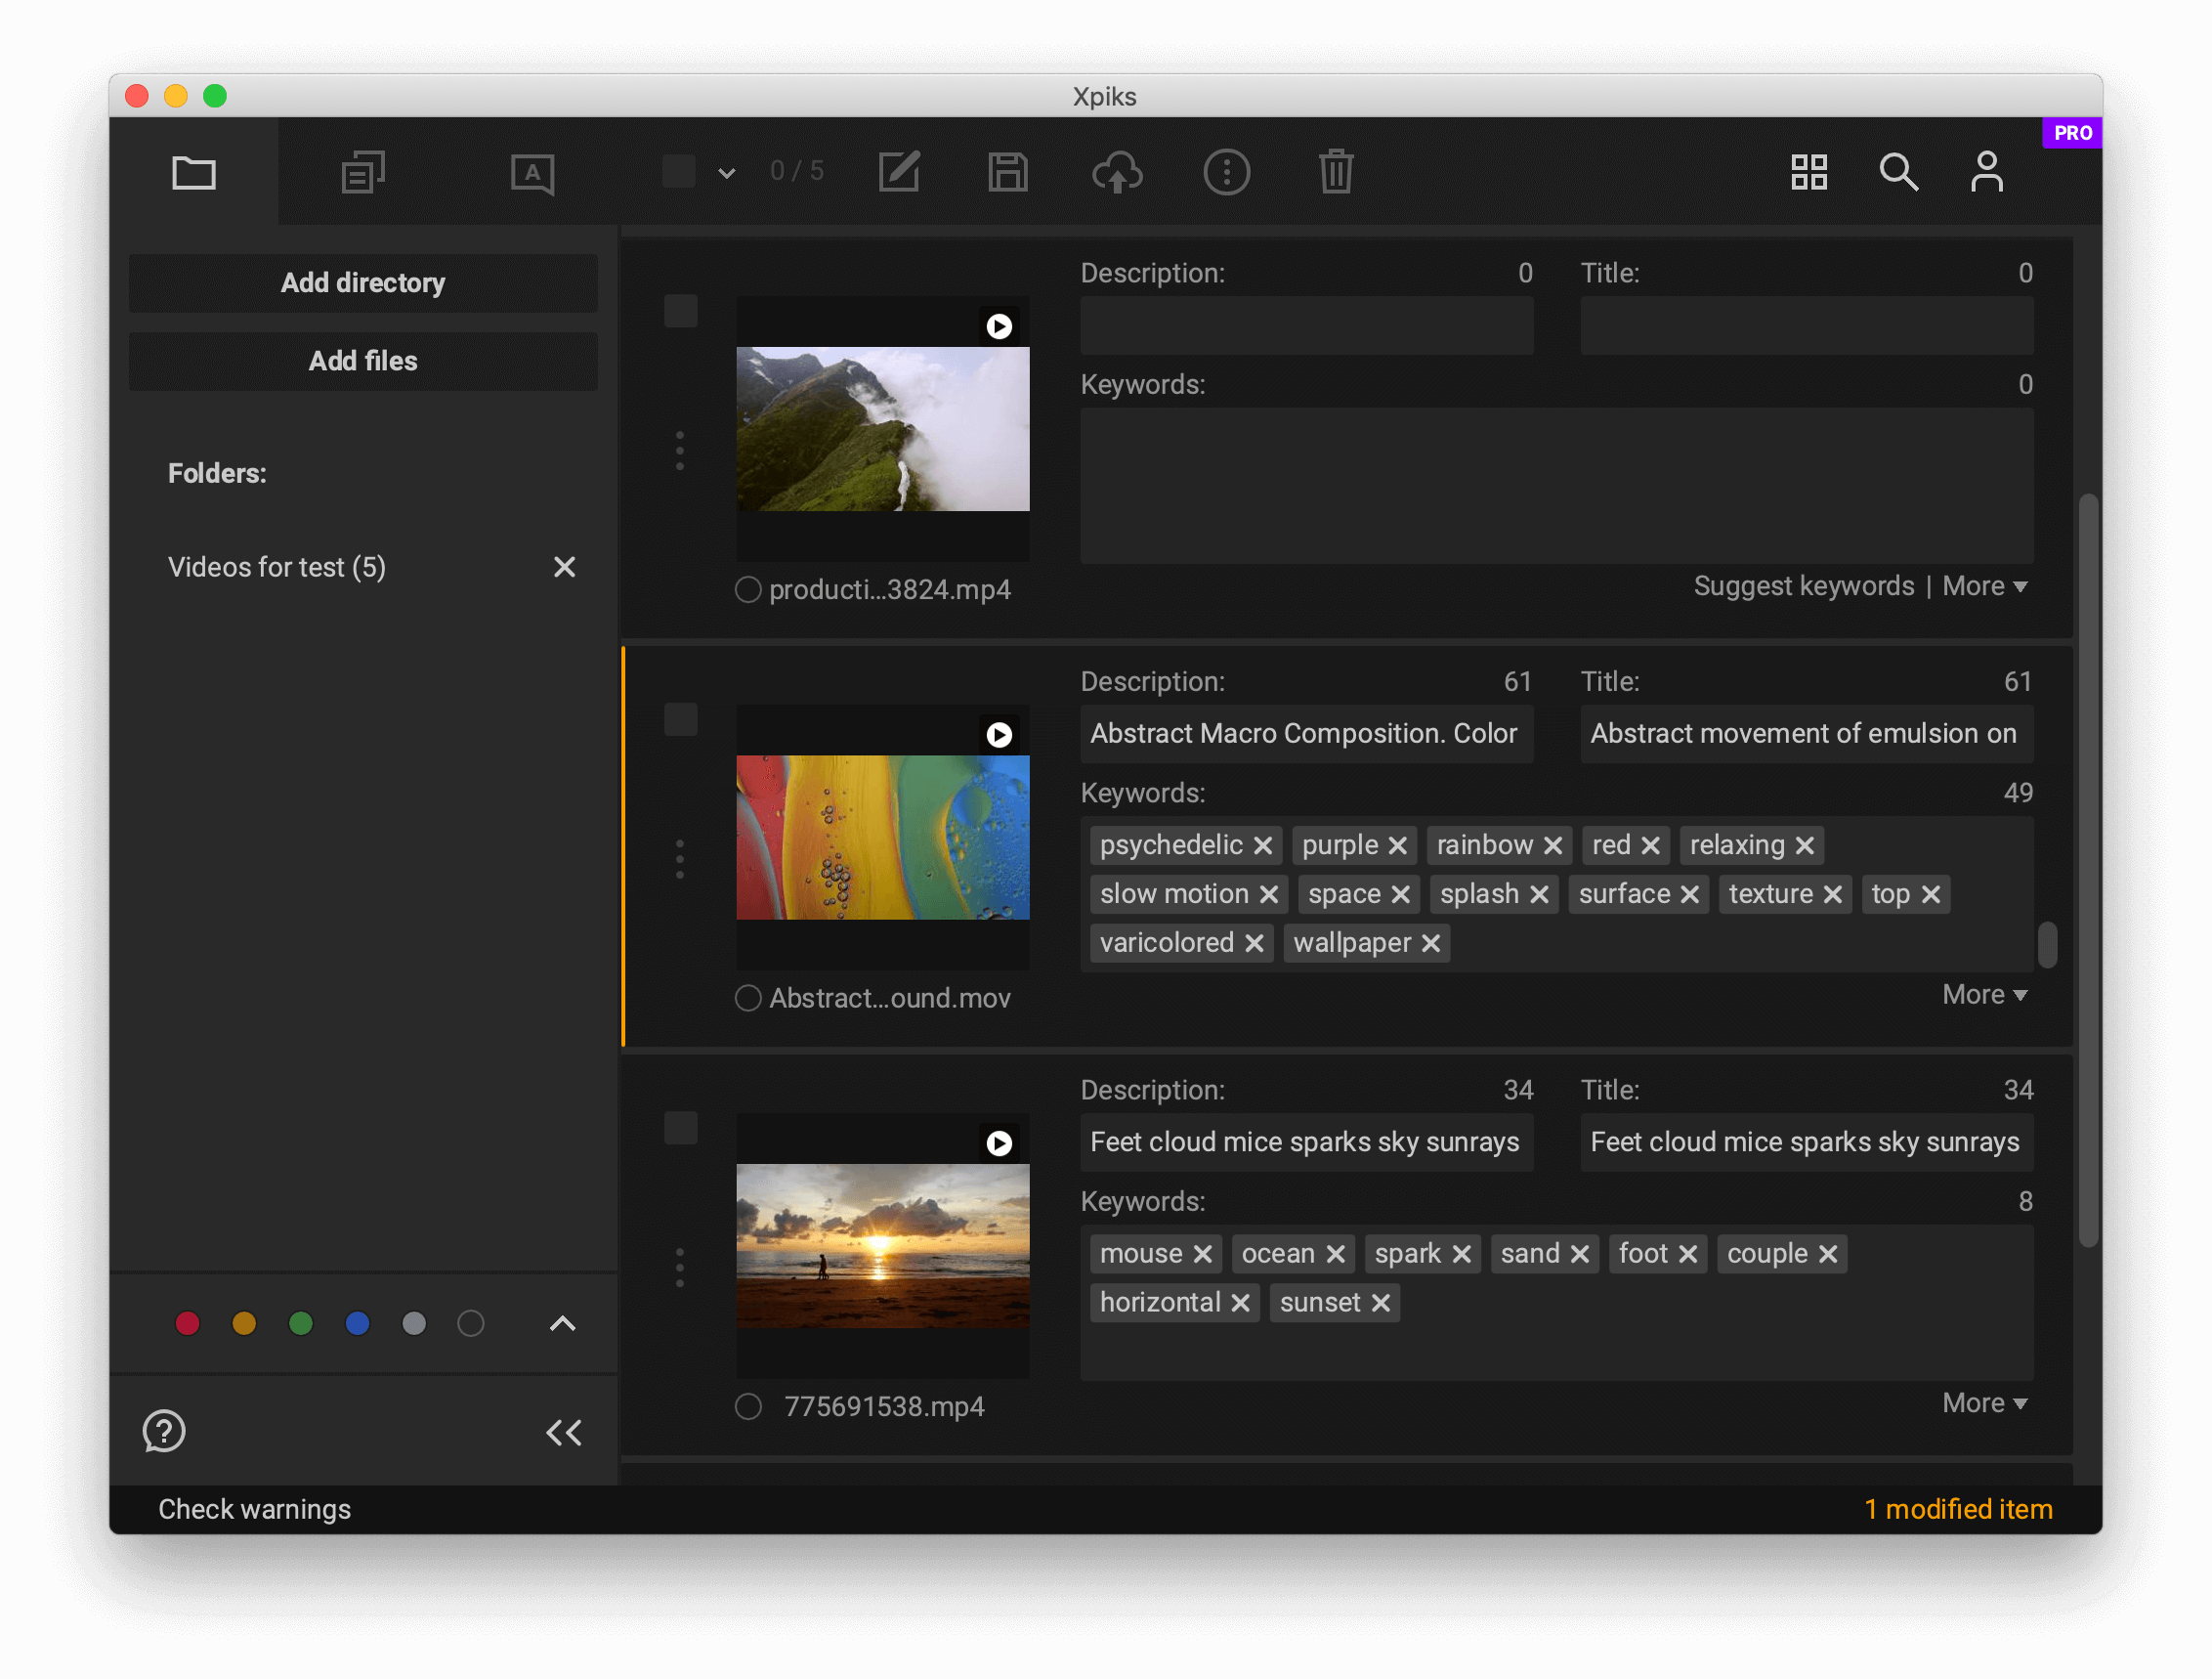 Xpiks
PRO
A
0 / 5
Add directory
Add files
Folders:
Videos for test (5)
Description: 0 Title: 0
Keywords: 0
producti...3824.mp4
Suggest keywords | More
Description: 61 Title: 61
Abstract Macro Composition. Color Abstract movement of emulsion on
Keywords: 49
psychedelic purple rainbow red relaxing
slow motion space splash surface texture top
varicolored wallpaper
Abstract...ound.mov
More
Description: 34 Title: 34
Feet cloud mice sparks sky sunrays Feet cloud mice sparks sky sunrays
Keywords: 8
mouse ocean spark sand foot couple
horizontal sunset
775691538.mp4
More
?
Check warnings
1 modified item